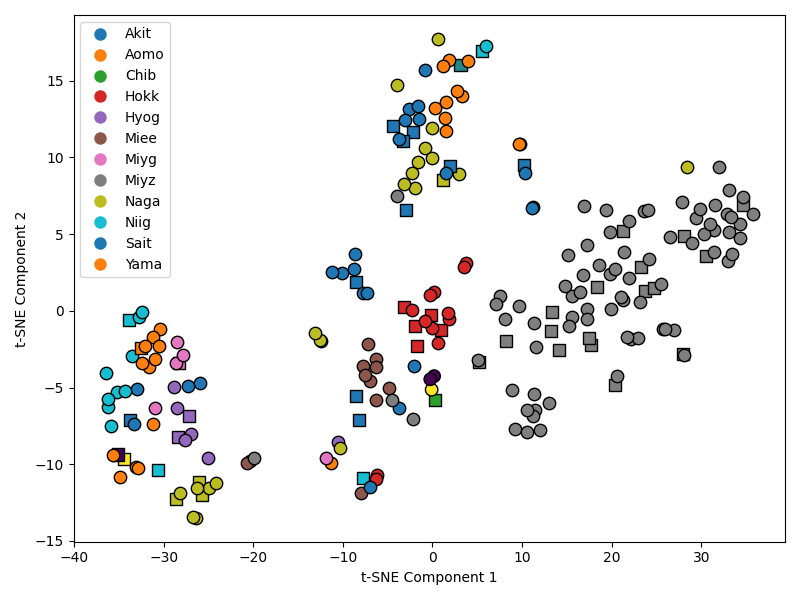 Akit
Aomo
Chib
Hokk
Hyog
Miee
Miyg
Miyz
Naga
Niig
Sait
Yama
15
10
5
0
−5
−10
−15
t-SNE Component 2
−40
−30
−20
−10
0
10
20
30
t-SNE Component 1